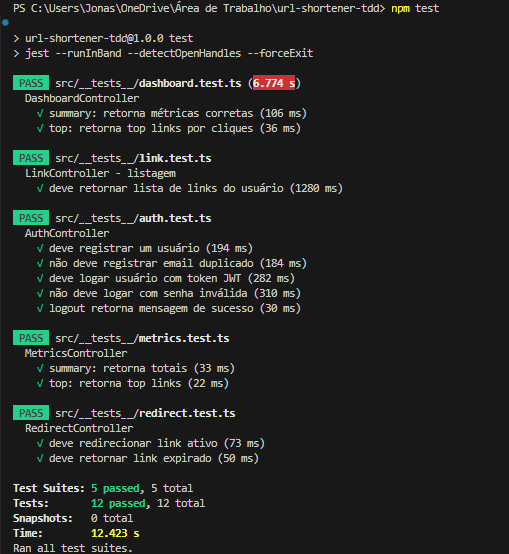 PS C:\Users\Jonas\OneDrive\Área de Trabalho\url-shortener-tdd> npm test
> url-shortener-tdd@1.0.0 test
> jest --runInBand --detectOpenHandles --forceExit
PASS src/__tests__/dashboard.test.ts (6.774 s)
DashboardController
√ summary: retorna métricas corretas (106 ms)
√ top: retorna top links por cliques (36 ms)
PASS src/__tests__/link.test.ts
LinkController - listagem
√ deve retornar lista de links do usuário (1280 ms)
PASS src/__tests__/auth.test.ts
AuthController
√ deve registrar um usuário (194 ms)
√ não deve registrar email duplicado (184 ms)
√ deve logar usuário com token JWT (282 ms)
√ não deve logar com senha inválida (310 ms)
√ logout retorna mensagem de sucesso (30 ms)
PASS src/__tests__/metrics.test.ts
MetricsController
√ summary: retorna totais (33 ms)
√ top: retorna top links (22 ms)
PASS src/__tests__/redirect.test.ts
RedirectController
√ deve redirecionar link ativo (73 ms)
√ deve retornar link expirado (50 ms)
Test Suites: 5 passed, 5 total
Tests: 12 passed, 12 total
Snapshots: 0 total
Time: 12.423 s
Ran all test suites.